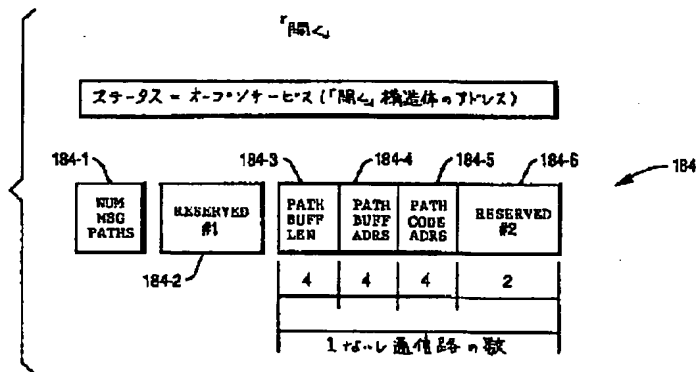 「開く」
ステータス = オープンサービス (「開く」構造体のアドレス)
184-1
184-3
184-4
184-5
184-6
184
NUM
MSG
PATHS
RESERVED
#1
PATH
BUFF
LEN
PATH
BUFF
ADRS
PATH
CODE
ADRS
RESERVED
#2
184-2
4
4
4
2
1ないし通信路の数